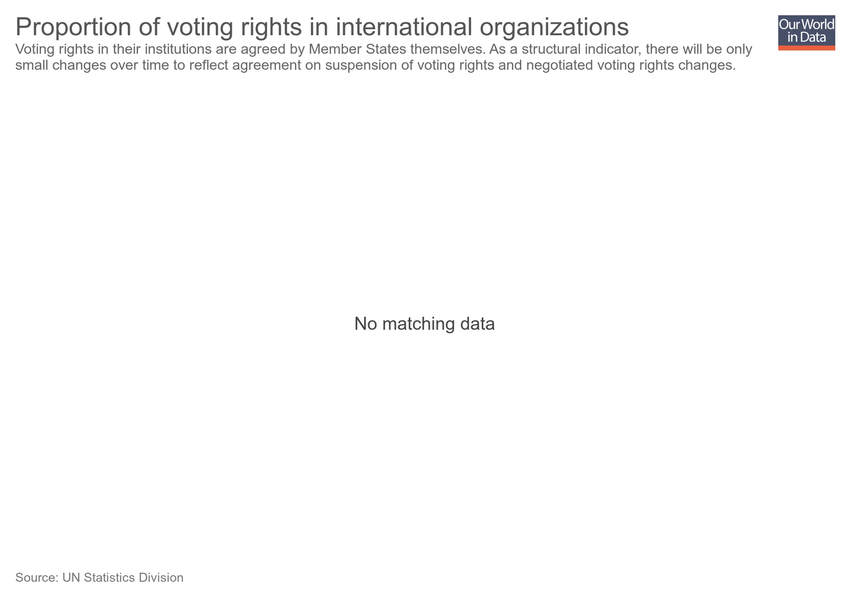 Proportion of voting rights in international organizations
Our World
in Data
Voting rights in their institutions are agreed by Member States themselves. As a structural indicator, there will be only
small changes over time to reflect agreement on suspension of voting rights and negotiated voting rights changes.
No matching data
Source: UN Statistics Division